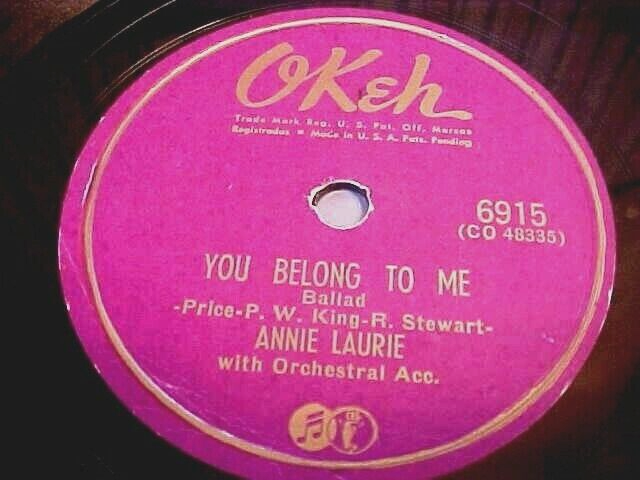 OKeh
Trade Mark Reg. U. S. Pat. Off. Marcas
Registradas • Made in U. S. A. Pats. Pending
6915
(CO 48335)
YOU BELONG TO ME
Ballad
-Price-P. W. King-R. Stewart-
ANNIE LAURIE
with Orchestral Acc.